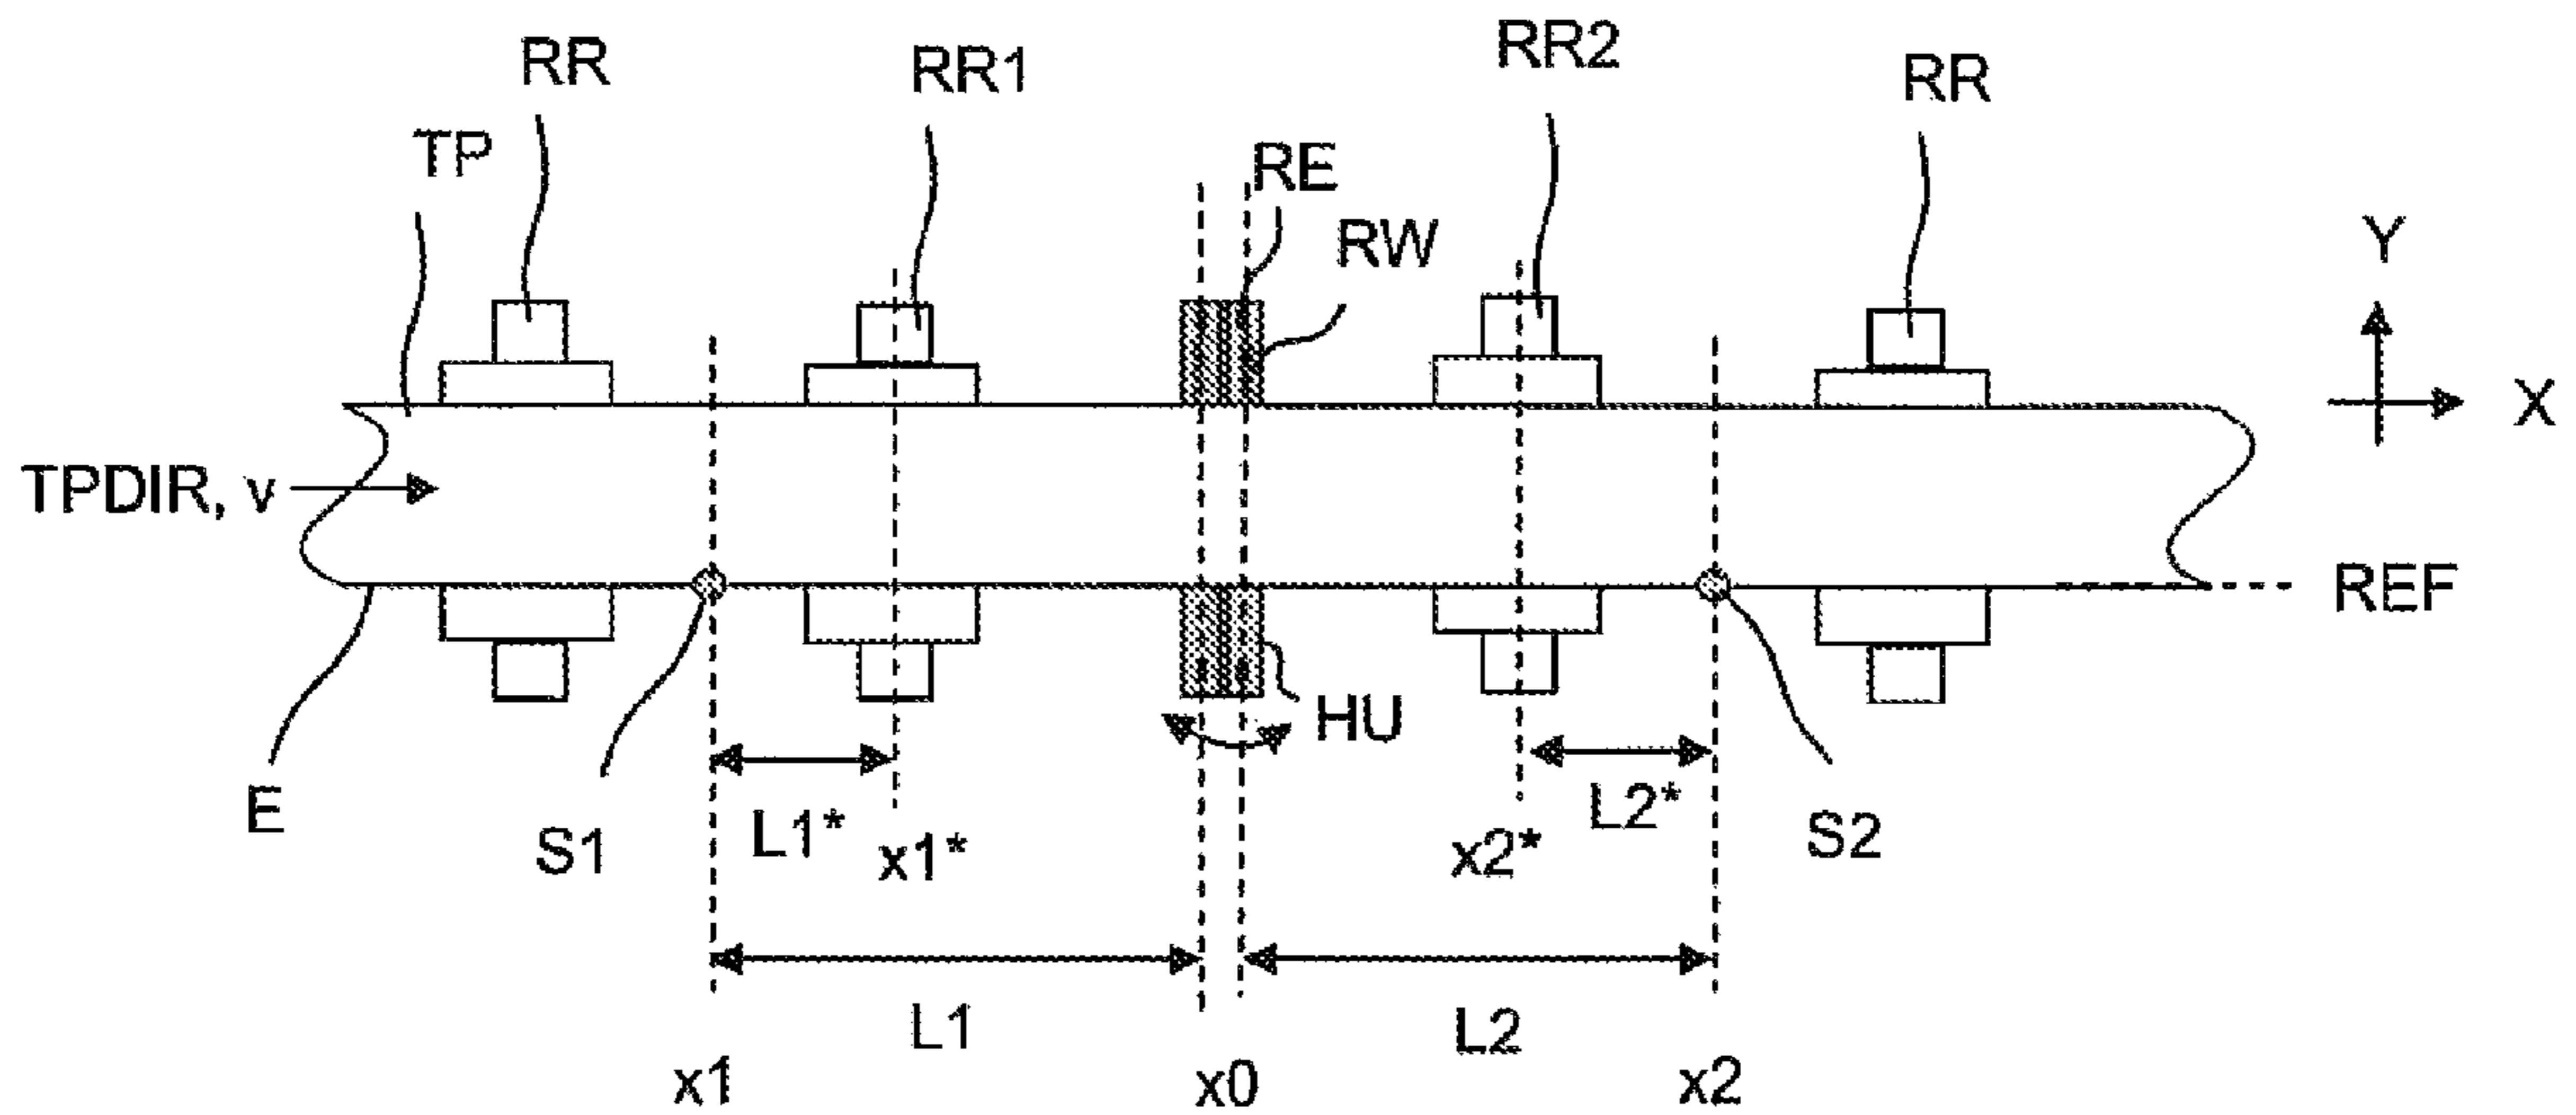 RR
RR1
RR2
RR
TP
RE
RW
Y
X
TPDIR, v
REF
HU
E
S1
L1*
x1*
x2*
L2*
S2
L1
L2
x1
x0
x2